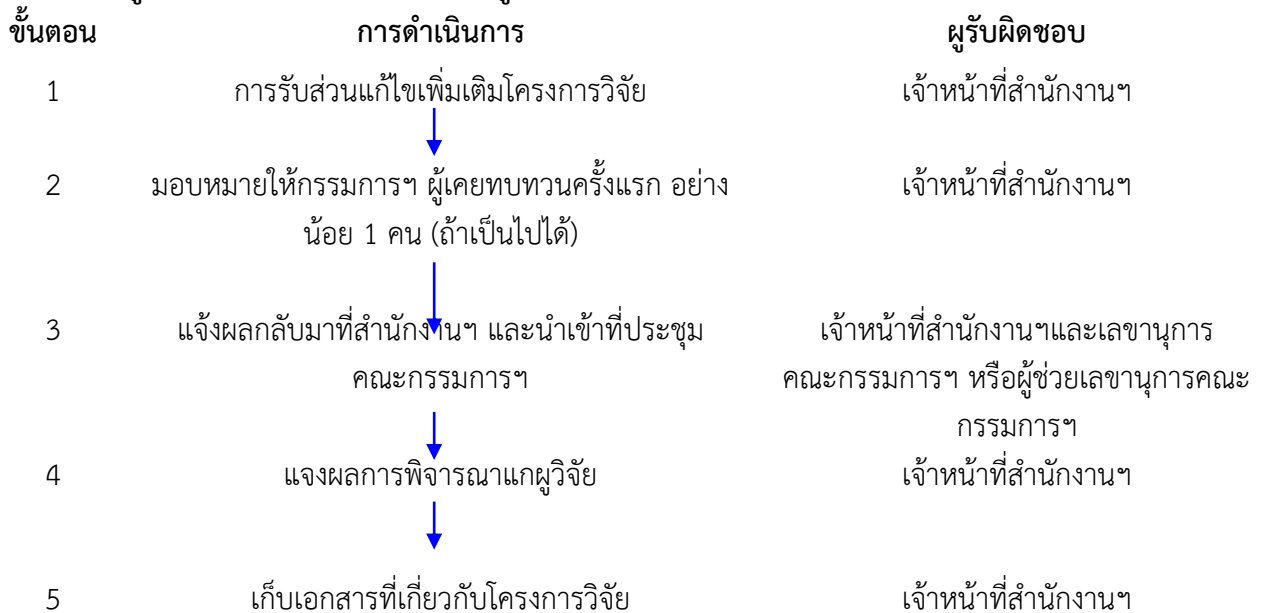 ขั้นตอน การดำเนินการ ผูรับผิดชอบ
1 การรับส่วนแก้ไขเพิ่มเติมโครงการวิจัย เจ้าหน้าที่สำนักงานฯ
2 มอบหมายให้กรรมการฯ ผู้เคยทบทวนครั้งแรก อย่าง เจ้าหน้าที่สำนักงานฯ
น้อย 1 คน (ถ้าเป็นไปได้)
3 แจ้งผลกลับมาที่สำนักงานฯ และนำเข้าที่ประชุม เจ้าหน้าที่สำนักงานฯและเลขานุการ
คณะกรรมการฯ คณะกรรมการฯ หรือผู้ช่วยเลขานุการคณะ
กรรมการฯ
4 แจงผลการพิจารณาแกผูวิจัย เจ้าหน้าที่สำนักงานฯ
5 เก็บเอกสารที่เกี่ยวกับโครงการวิจัย เจ้าหน้าที่สำนักงานฯ